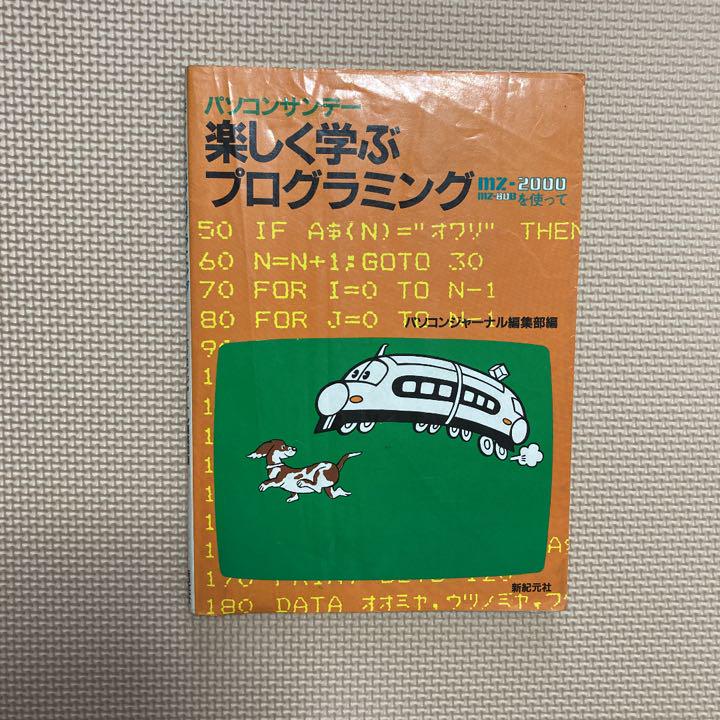 パソコンサンデー
楽しく学ぶ
プログラミング
MZ-2000
MZ-80B
を使って
50 IF A$(N)="オワリ" THEN
60 N=N+1:GOTO 30
70 FOR I=0 TO N-1
80 FOR J=0 TO N-1
パソコンジャーナル編集部編
180 DATA オオミヤ,ウツノミヤ,フク
新紀元社